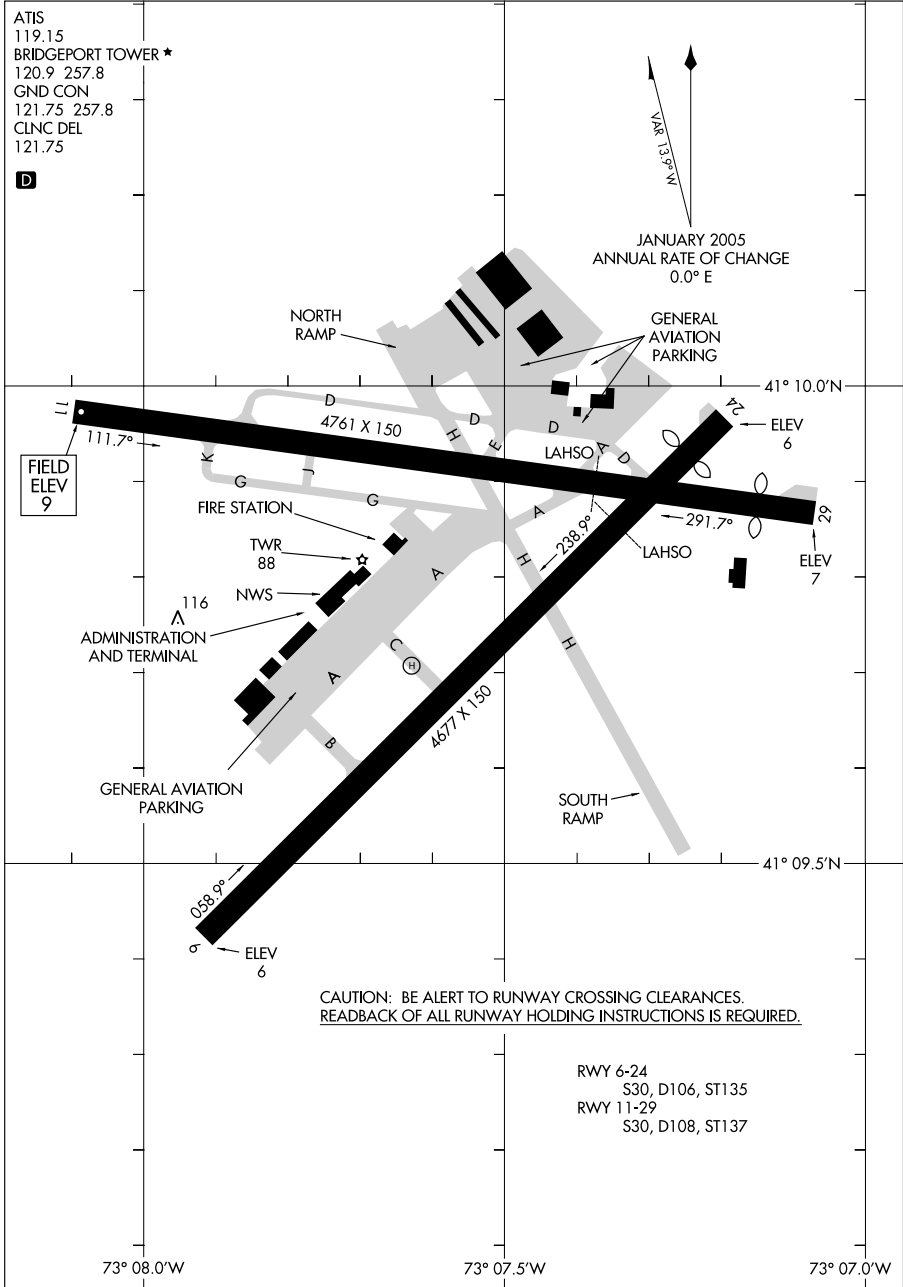 ATIS
119.15
BRIDGEPORT TOWER ★
120.9 257.8
GND CON
121.75 257.8
CLNC DEL
121.75
D
VAR 13.9° W
JANUARY 2005
ANNUAL RATE OF CHANGE
0.0° E
NORTH
RAMP
GENERAL
AVIATION
PARKING
41° 10.0'N
11
D
4761 X 150
111.7°
D
D
H
E
LAHSO
A
D
24
ELEV
6
FIELD
ELEV
9
K
G
J
G
FIRE STATION
A
238.9°
291.7°
29
LAHSO
ELEV
7
TWR
88
A
H
NWS
116
ADMINISTRATION
AND TERMINAL
C
H
H
A
4677 X 150
B
GENERAL AVIATION
PARKING
SOUTH
RAMP
41° 09.5'N
058.9°
6
ELEV
6
CAUTION: BE ALERT TO RUNWAY CROSSING CLEARANCES.
READBACK OF ALL RUNWAY HOLDING INSTRUCTIONS IS REQUIRED.
RWY 6-24
S30, D106, ST135
RWY 11-29
S30, D108, ST137
73° 08.0'W
73° 07.5'W
73° 07.0'W